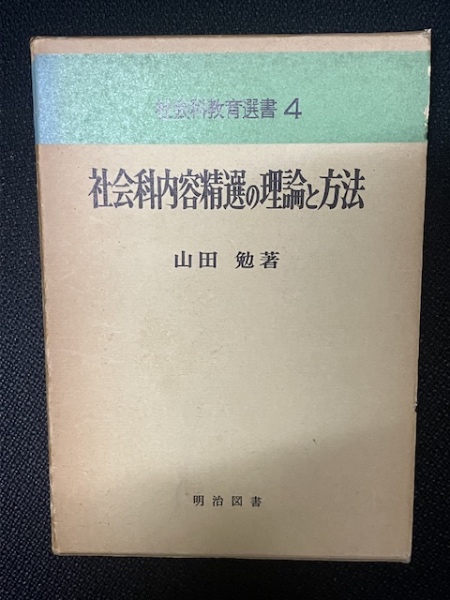 社会科教育選書 4
社会科内容精選の理論と方法
山田 勉著
明治図書